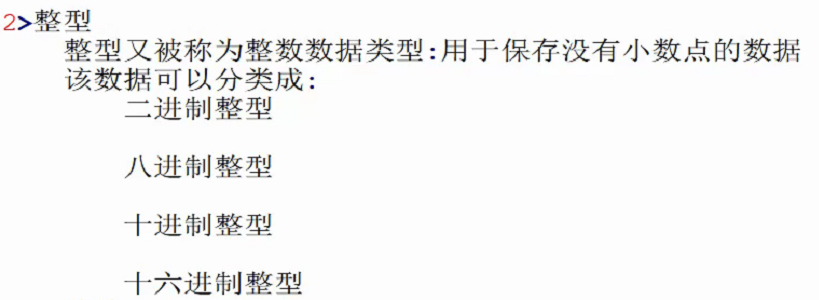 2>整型
整型又被称为整数数据类型:用于保存没有小数点的数据
该数据可以分类成:
二进制整型
八进制整型
十进制整型
十六进制整型